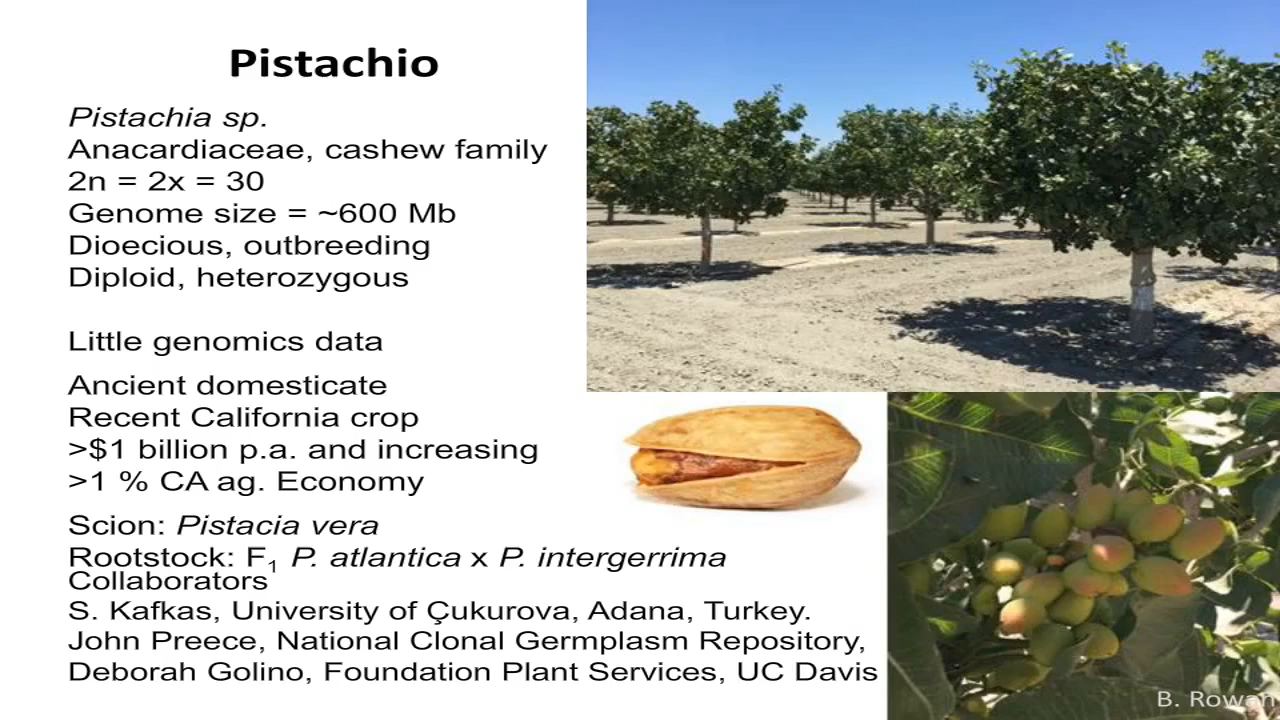 Pistachio
Pistachia sp.
Anacardiaceae, cashew family
2n = 2x = 30
Genome size = ~600 Mb
Dioecious, outbreeding
Diploid, heterozygous
Little genomics data
Ancient domesticate
Recent California crop
>$1 billion p.a. and increasing
>1 % CA ag. Economy
Scion: Pistacia vera
Rootstock: F₁ P. atlantica x P. intergerrima
Collaborators
S. Kafkas, University of Çukurova, Adana, Turkey.
John Preece, National Clonal Germplasm Repository,
Deborah Golino, Foundation Plant Services, UC Davis
B. Rowan